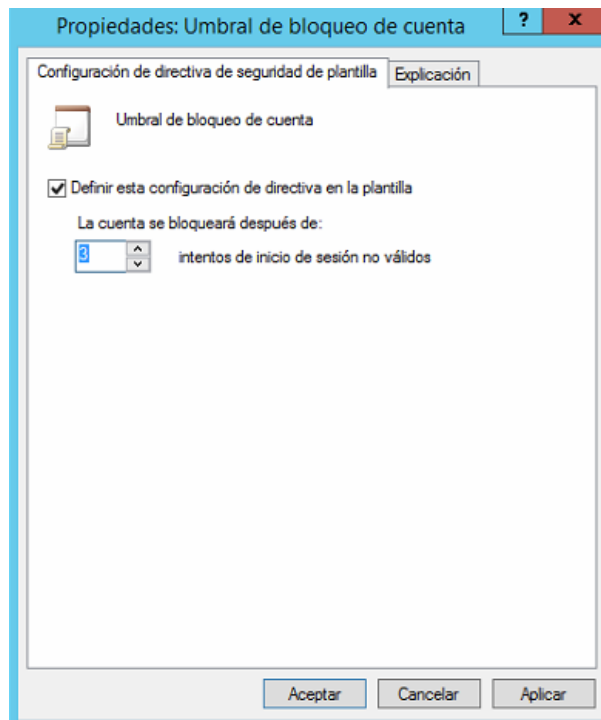 Propiedades: Umbral de bloqueo de cuenta
? x
Configuración de directiva de seguridad de plantilla Explicación
Umbral de bloqueo de cuenta
Definir esta configuración de directiva en la plantilla
La cuenta se bloqueará después de:
3 intentos de inicio de sesión no válidos
Aceptar Cancelar Aplicar